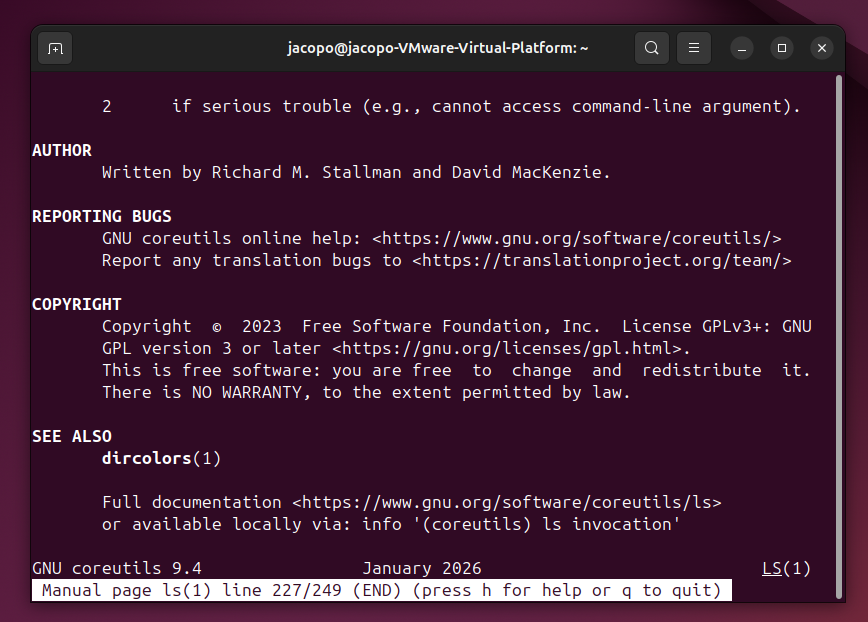 jacopo@jacopo-VMware-Virtual-Platform: ~
2      if serious trouble (e.g., cannot access command-line argument).
AUTHOR
Written by Richard M. Stallman and David MacKenzie.
REPORTING BUGS
GNU coreutils online help: <https://www.gnu.org/software/coreutils/>
Report any translation bugs to <https://translationproject.org/team/>
COPYRIGHT
Copyright  ©  2023  Free Software Foundation, Inc.  License GPLv3+: GNU
GPL version 3 or later <https://gnu.org/licenses/gpl.html>.
This is free software: you are free  to  change  and  redistribute  it.
There is NO WARRANTY, to the extent permitted by law.
SEE ALSO
dircolors(1)
Full documentation <https://www.gnu.org/software/coreutils/ls>
or available locally via: info '(coreutils) ls invocation'
GNU coreutils 9.4                January 2026                            LS(1)
Manual page ls(1) line 227/249 (END) (press h for help or q to quit)